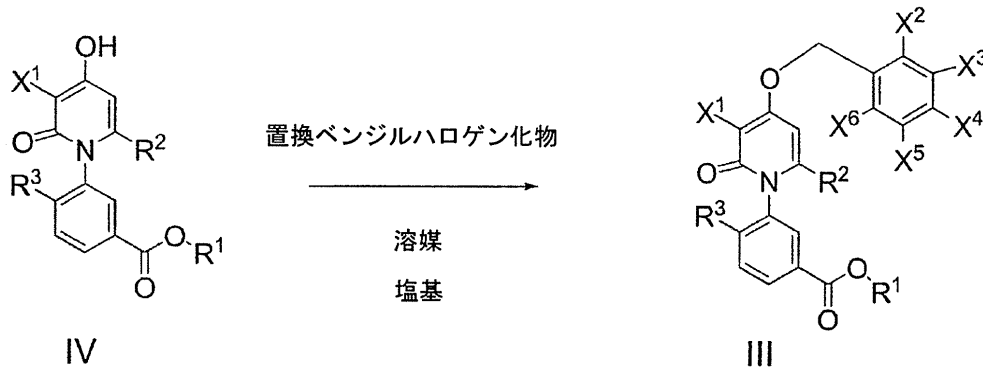 OH
X¹
O
N
R²
R³
O
R¹
O
IV
置換ベンジルハロゲン化物
溶媒
塩基
X²
X³
X⁴
X⁵
X⁶
O
X¹
O
N
R²
R³
O
R¹
O
III